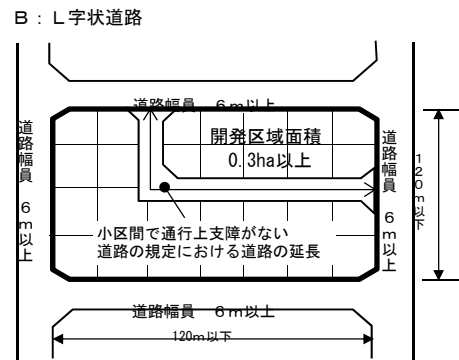 B：L字状道路
道路幅員　6m以上
道路幅員　6m以上
開発区域面積
0.3ha以上
道路幅員　6m以上
120m以下
小区間で通行上支障がない
道路の規定における道路の延長
道路幅員　6m以上
120m以下